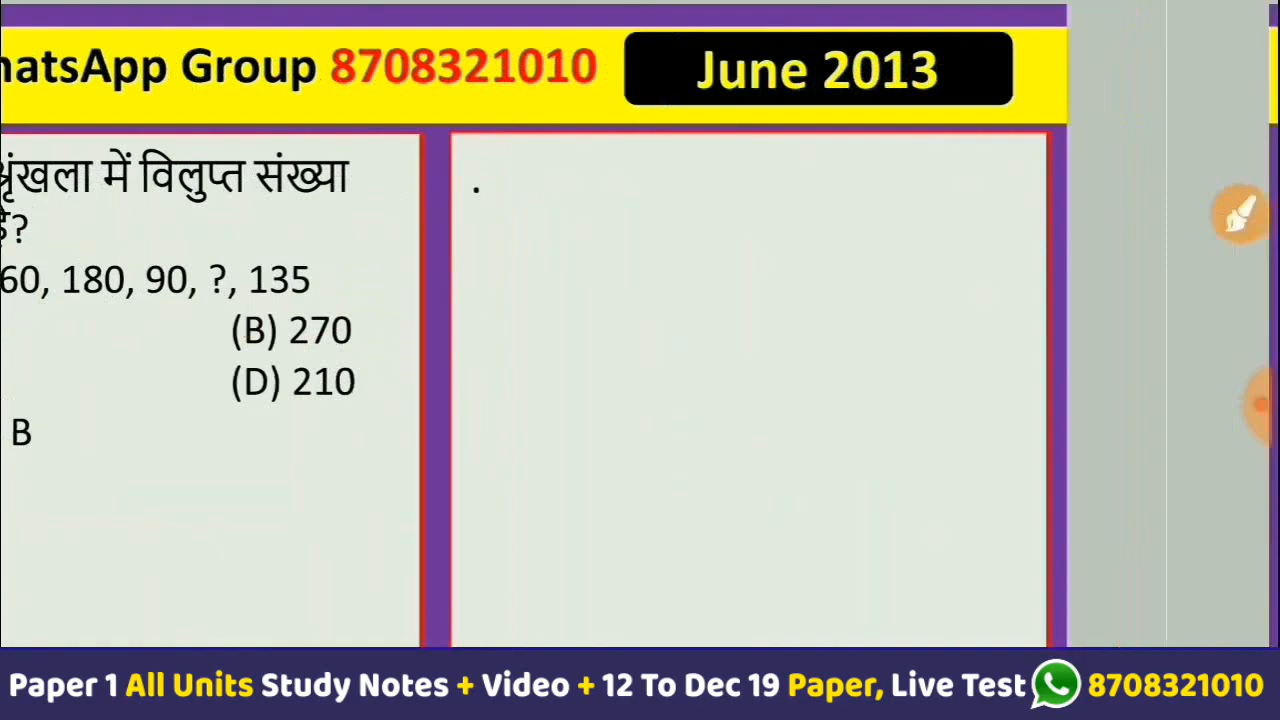 hatsApp Group 8708321010
June 2013
श्रृंखला में विलुप्त संख्या
है?
60, 180, 90, ?, 135
(B) 270
(D) 210
B
.
Paper 1 All Units Study Notes + Video + 12 To Dec 19 Paper, Live Test 8708321010